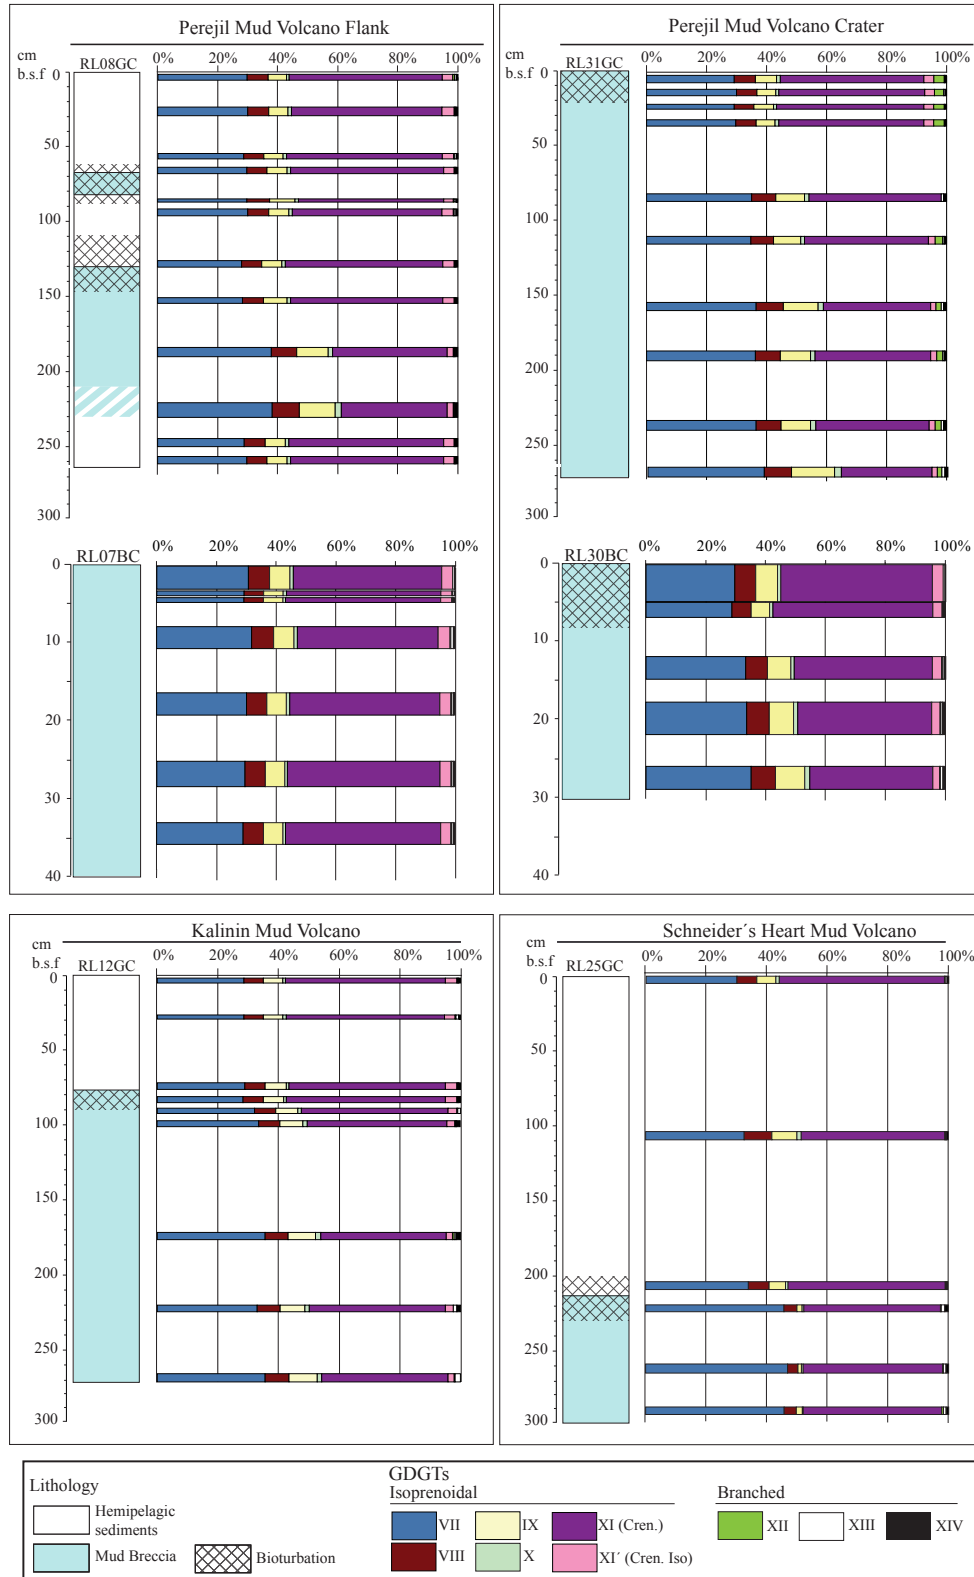 Perejil Mud Volcano Flank
cm
b.s.f
RL08GC
0% 20% 40% 60% 80% 100%
0
50
100
150
200
250
300
RL07BC
0% 20% 40% 60% 80% 100%
0
10
20
30
40
Perejil Mud Volcano Crater
cm
b.s.f
RL31GC
0% 20% 40% 60% 80% 100%
0
50
100
150
200
250
300
RL30BC
0% 20% 40% 60% 80% 100%
0
10
20
30
40
Kalinin Mud Volcano
cm
b.s.f
RL12GC
0% 20% 40% 60% 80% 100%
0
50
100
150
200
250
300
Schneider´s Heart Mud Volcano
cm
b.s.f
RL25GC
0% 20% 40% 60% 80% 100%
0
50
100
150
200
250
300
Lithology
Hemipelagic
sediments
Mud Breccia
Bioturbation
GDGTs
Isoprenoidal
VII IX XI (Cren.)
VIII X XI´ (Cren. Iso)
Branched
XII XIII XIV